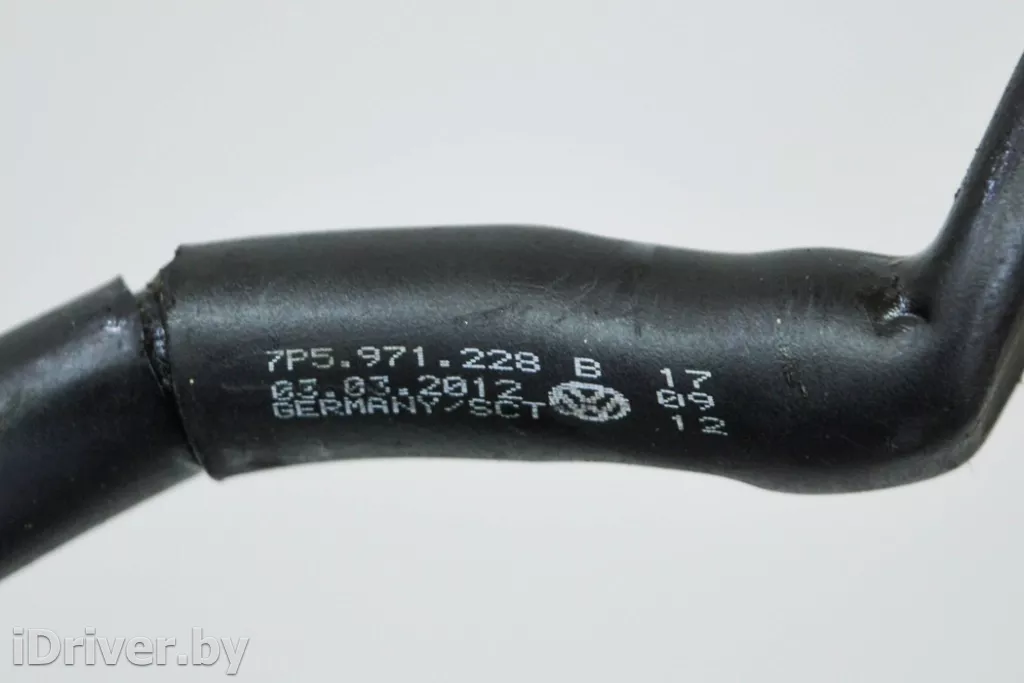 7P5.971.228 B
03.03.2012
GERMANY/SCT
17
09
12
iDriver.by